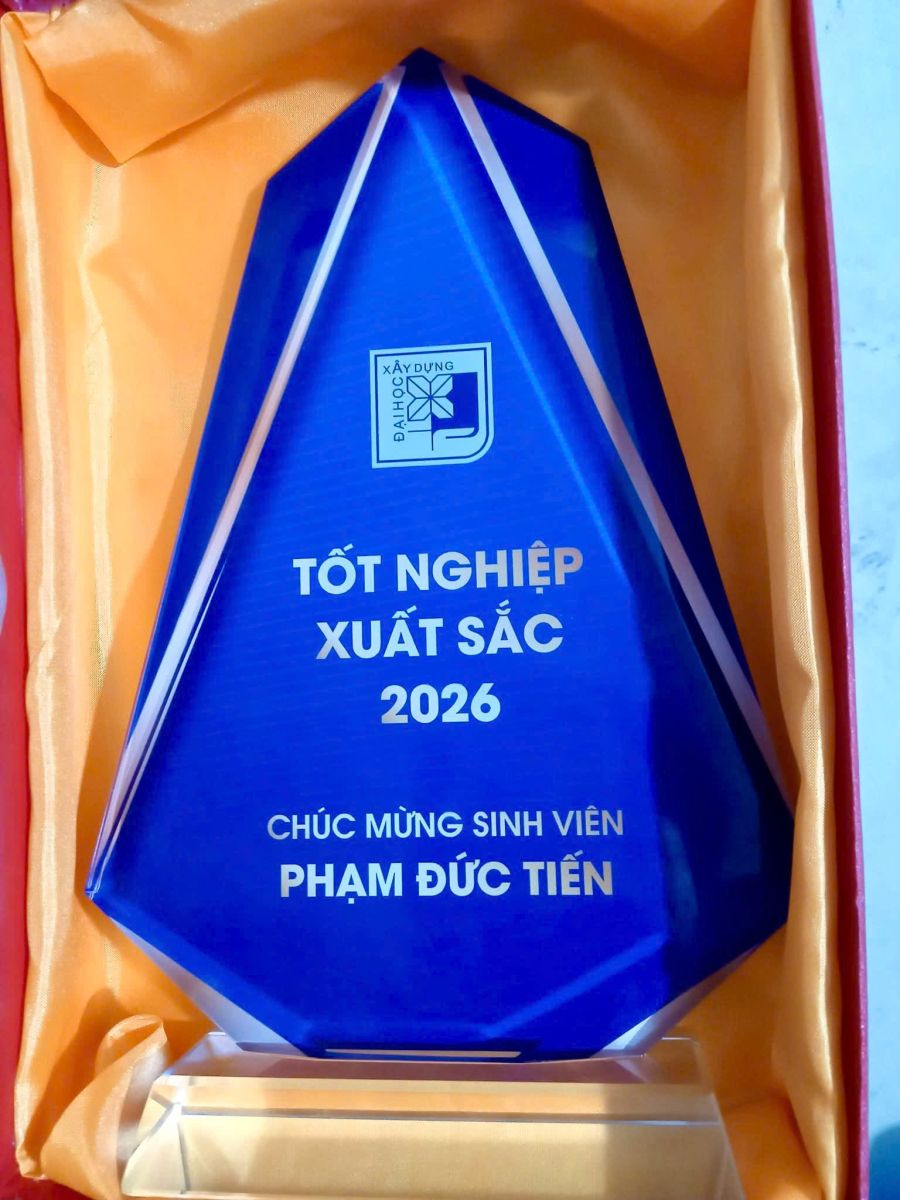 XÂY DỰNG
ĐẠI HỌC
TỐT NGHIỆP
XUẤT SẮC
2026
CHÚC MỪNG SINH VIÊN
PHẠM ĐỨC TIẾN